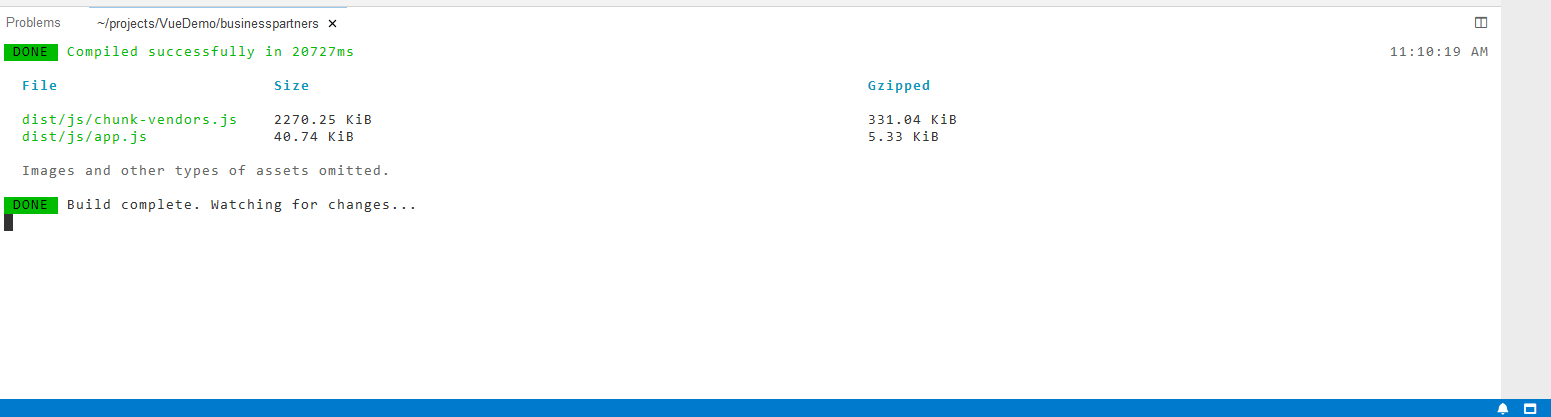 Problems ~/projects/VueDemo/businesspartners ×
DONE Compiled successfully in 20727ms 11:10:19 AM
File Size Gzipped
dist/js/chunk-vendors.js 2270.25 KiB 331.04 KiB
dist/js/app.js 40.74 KiB 5.33 KiB
Images and other types of assets omitted.
DONE Build complete. Watching for changes...